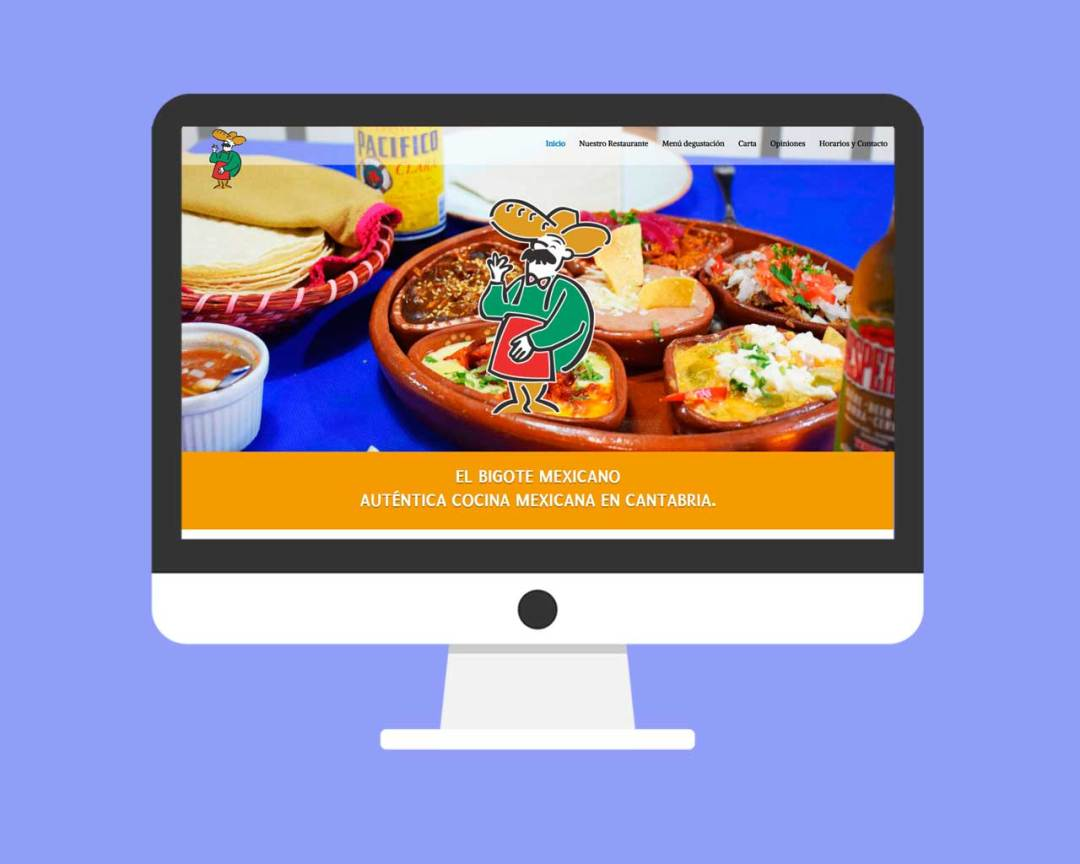 PACIFICO
CLARA
Inicio Nuestro Restaurante Menú degustación Carta Opiniones Horarios y Contacto
EL BIGOTE MEXICANO
AUTÉNTICA COCINA MEXICANA EN CANTABRIA.